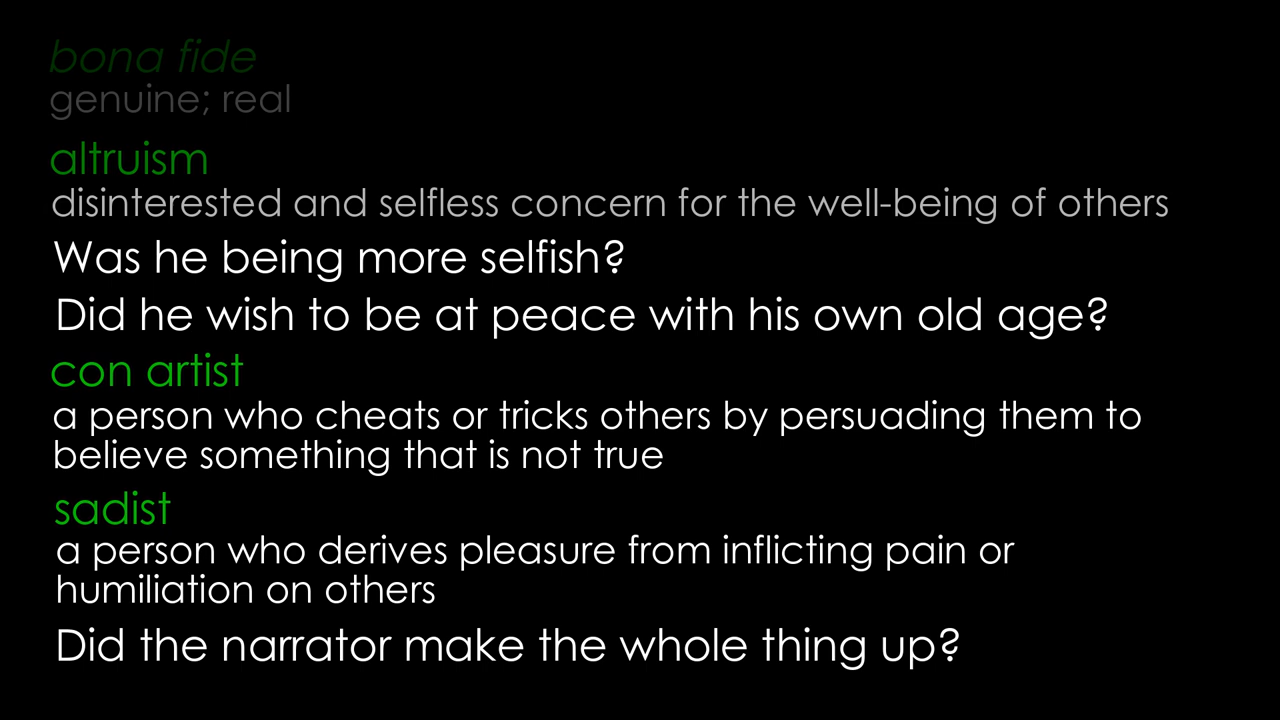 bona fide
genuine; real
altruism
disinterested and selfless concern for the well-being of others
Was he being more selfish?
Did he wish to be at peace with his own old age?
con artist
a person who cheats or tricks others by persuading them to
believe something that is not true
sadist
a person who derives pleasure from inflicting pain or
humiliation on others
Did the narrator make the whole thing up?